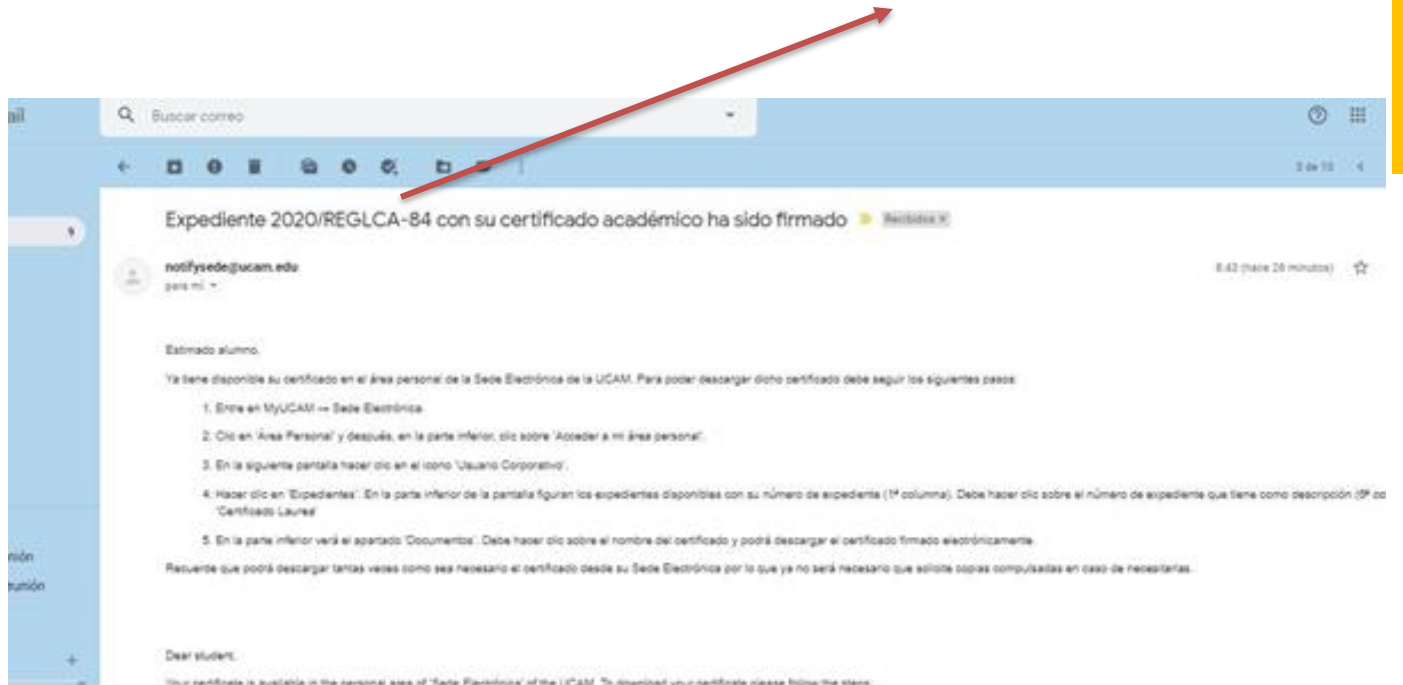 ail
Buscar correo
3 de 10
Expediente 2020/REGLCA-84 con su certificado académico ha sido firmado
Recibidos x
notifysede@ucam.edu
8:43 (hace 26 minutos)
para mí
Estimado alumno,
Ya tiene disponible su certificado en el área personal de la Sede Electrónica de la UCAM. Para poder descargar dicho certificado debe seguir los siguientes pasos:
1. Entre en MyUCAM → Sede Electrónica
2. Clic en 'Área Personal' y después, en la parte inferior, clic sobre 'Acceder a mi área personal'.
3. En la siguiente pantalla hacer clic en el icono 'Usuario Corporativo'.
4. Hacer clic en 'Expedientes'. En la parte inferior de la pantalla figuran los expedientes disponibles con su número de expediente (1ª columna). Debe hacer clic sobre el número de expediente que tiene como descripción
'Certificado Laurea'
5. En la parte inferior verá el apartado 'Documentos'. Debe hacer clic sobre el nombre del certificado y podrá descargar el certificado firmado electrónicamente.
Recuerde que podrá descargar tantas veces como sea necesario el certificado desde su Sede Electrónica por lo que ya no será necesario que solicite copias compulsadas en caso de necesitarlas.
nión
eunión
Dear student,
Your certificate is available in the personal area of 'Sede Electrónica' of the UCAM. To download your certificate please follow the steps: